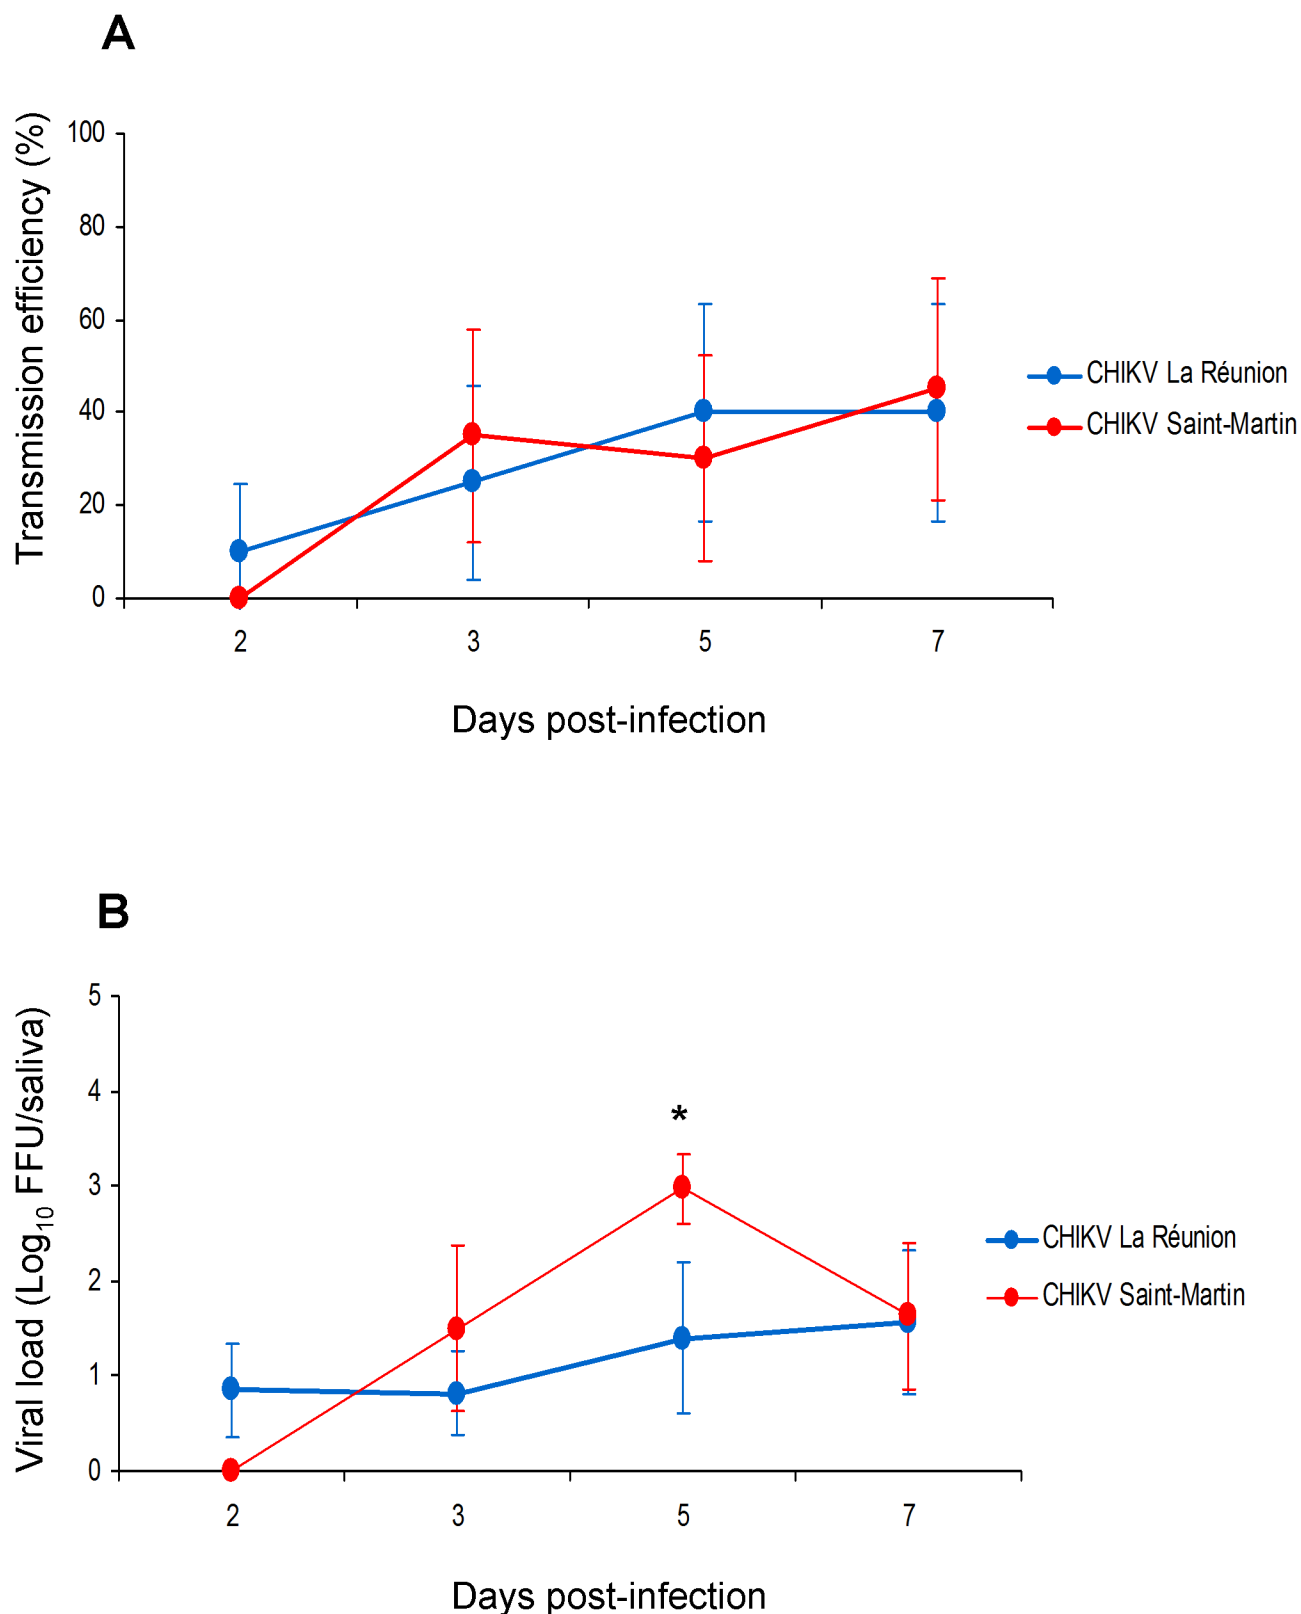 A
Transmission efficiency (%)
100
80
60
40
20
0
2 3 5 7
Days post-infection
CHIKV La Réunion
CHIKV Saint-Martin
B
Viral load (Log10 FFU/saliva)
5
4
3
2
1
0
*
2 3 5 7
Days post-infection
CHIKV La Réunion
CHIKV Saint-Martin